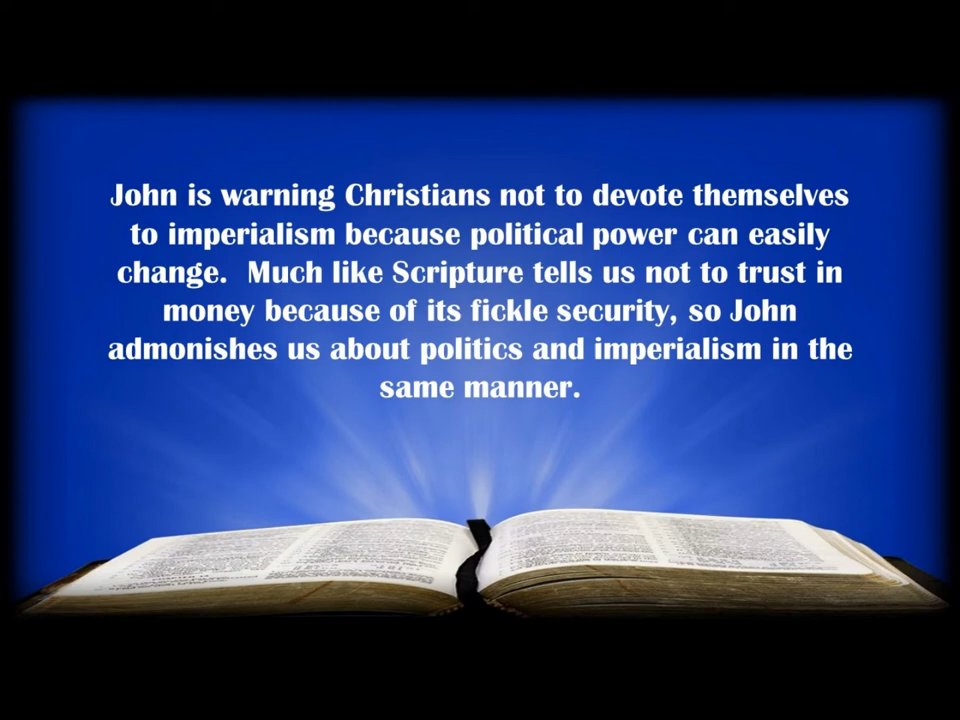 John is warning Christians not to devote themselves
to imperialism because political power can easily
change.  Much like Scripture tells us not to trust in
money because of its fickle security, so John
admonishes us about politics and imperialism in the
same manner.